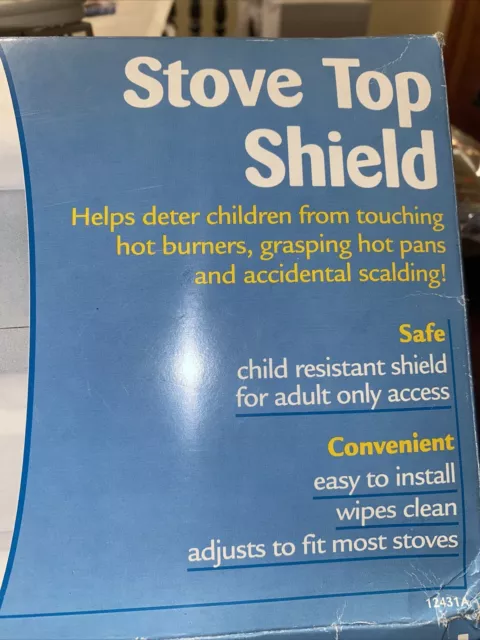 Stove Top
Shield
Helps deter children from touching
hot burners, grasping hot pans
and accidental scalding!
Safe
child resistant shield
for adult only access
Convenient
easy to install
wipes clean
adjusts to fit most stoves
12431A